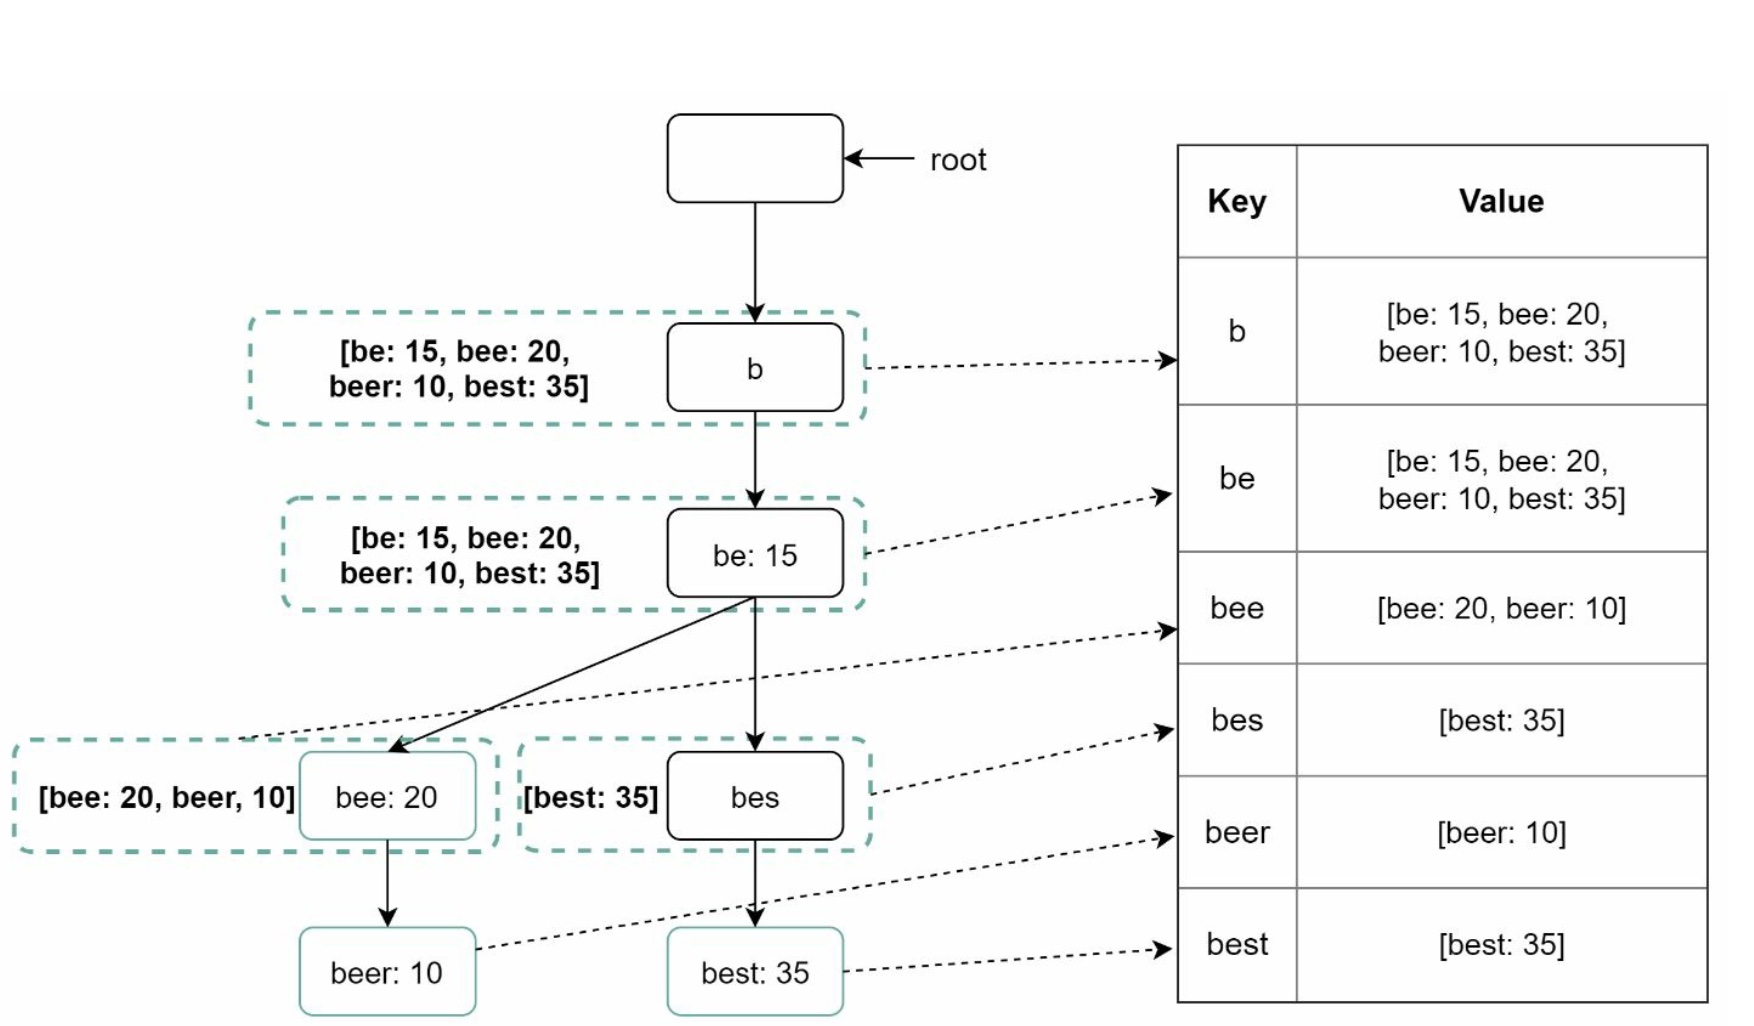 root
[be: 15, bee: 20,
beer: 10, best: 35]
b
[be: 15, bee: 20,
beer: 10, best: 35]
be: 15
[bee: 20, beer, 10]
bee: 20
[best: 35]
bes
beer: 10
best: 35
Key
Value
b
[be: 15, bee: 20,
beer: 10, best: 35]
be
[be: 15, bee: 20,
beer: 10, best: 35]
bee
[bee: 20, beer: 10]
bes
[best: 35]
beer
[beer: 10]
best
[best: 35]